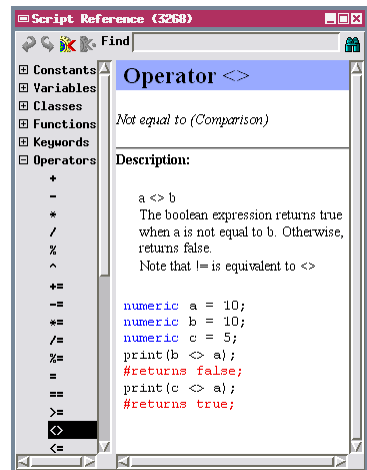 Script Reference (3268)
Find
Constants
Variables
Classes
Functions
Keywords
Operators
+
-
*
/
%
^
+=
-=
*=
/=
%=
=
==
>=
<>
<=
Operator <>
Not equal to (Comparison)
Description:
a <> b
The boolean expression returns true
when a is not equal to b. Otherwise,
returns false.
Note that != is equivalent to <>
numeric a = 10;
numeric b = 10;
numeric c = 5;
print(b <> a);
#returns false;
print(c <> a);
#returns true;